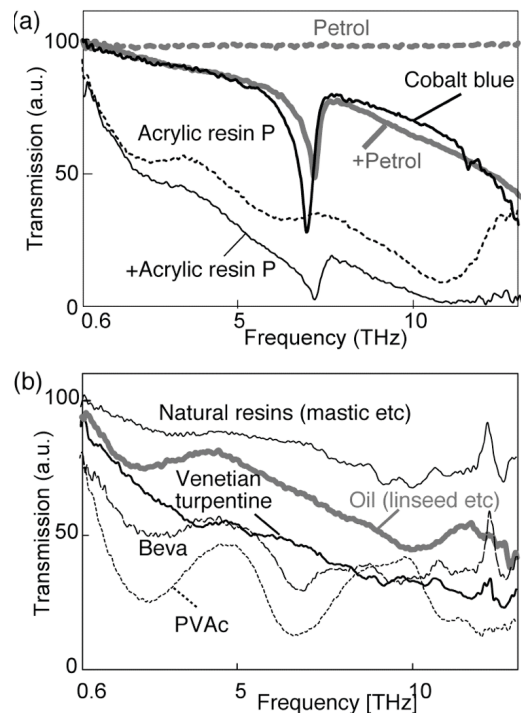 (a)
100
Petrol
Cobalt blue
Acrylic resin P
50
+Petrol
Transmission (a.u.)
+Acrylic resin P
0
0.6
5
10
Frequency (THz)
(b)
100
Natural resins (mastic etc)
Venetian
turpentine
Oil (linseed etc)
50
Beva
Transmission (a.u.)
PVAc
0
0.6
5
10
Frequency [THz]